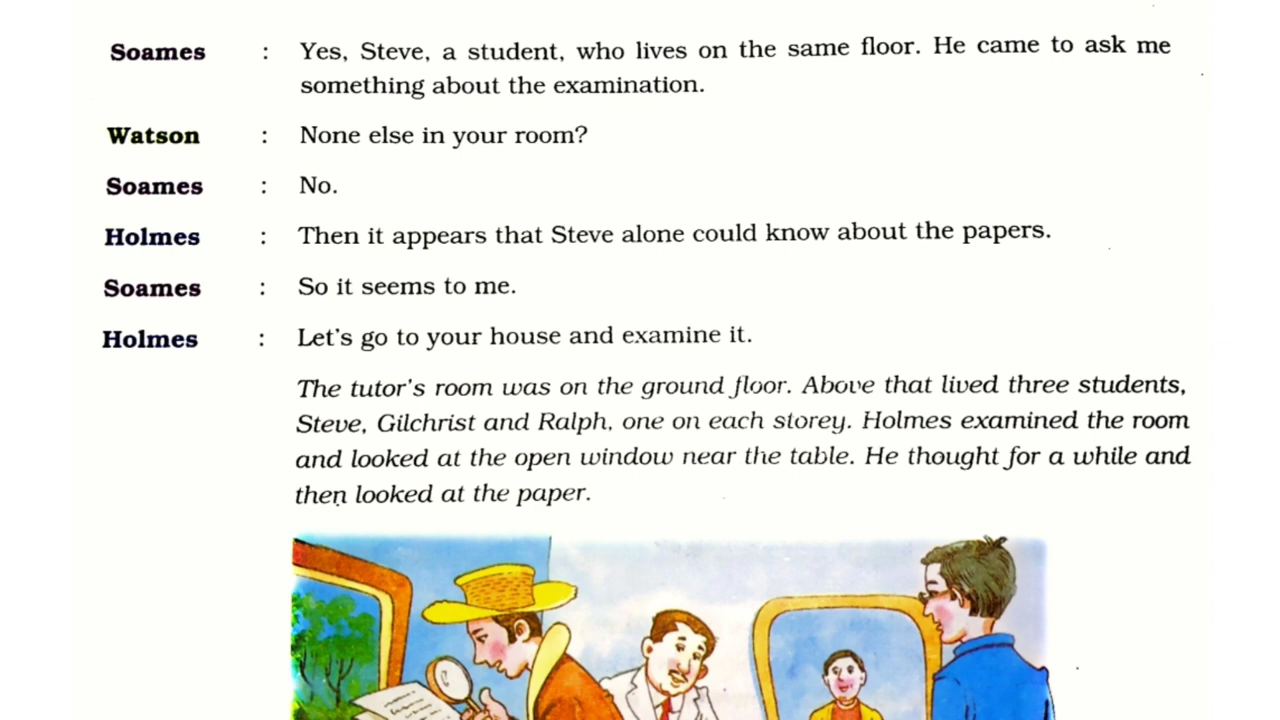 Soames : Yes, Steve, a student, who lives on the same floor. He came to ask me
something about the examination.
Watson : None else in your room?
Soames : No.
Holmes : Then it appears that Steve alone could know about the papers.
Soames : So it seems to me.
Holmes : Let's go to your house and examine it.
The tutor's room was on the ground floor. Above that lived three students,
Steve, Gilchrist and Ralph, one on each storey. Holmes examined the room
and looked at the open window near the table. He thought for a while and
then looked at the paper.